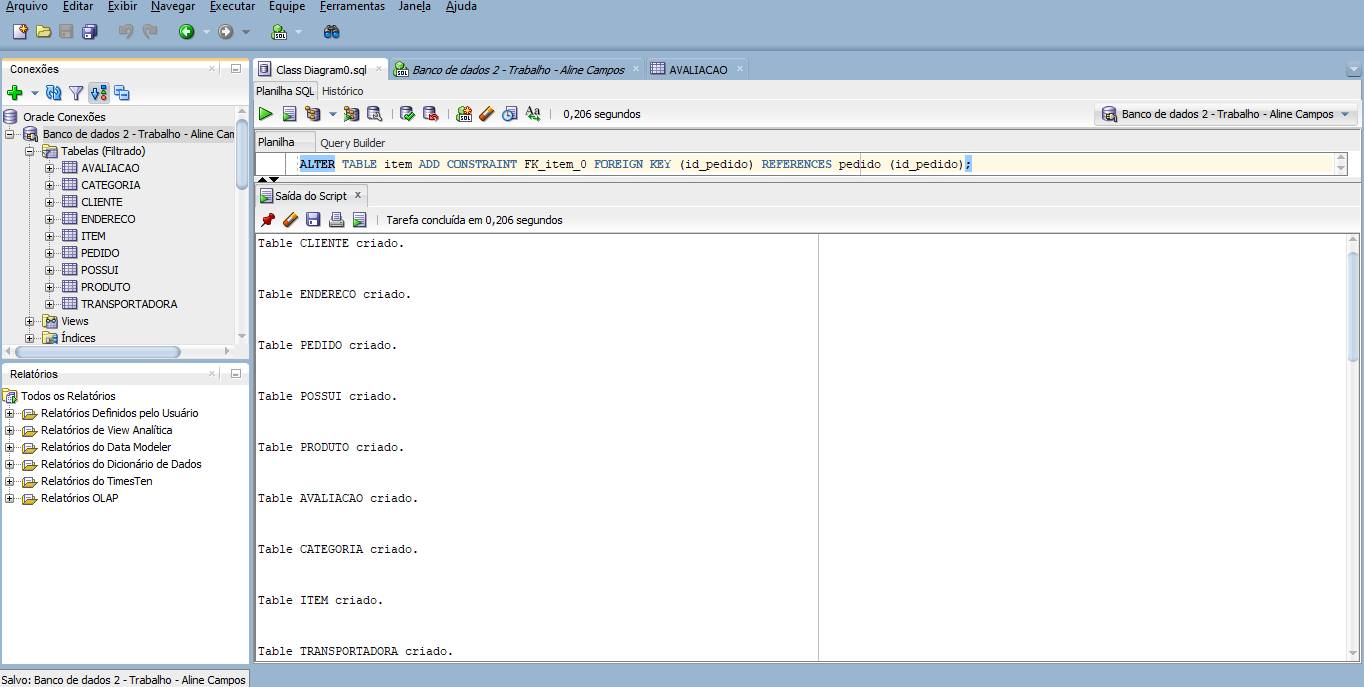 Arquivo Editar Exibir Navegar Executar Equipe Ferramentas Janela Ajuda
Conexões
Oracle Conexões
Banco de dados 2 - Trabalho - Aline Can
Tabelas (Filtrado)
AVALIACAO
CATEGORIA
CLIENTE
ENDERECO
ITEM
PEDIDO
POSSUI
PRODUTO
TRANSPORTADORA
Views
Índices
Relatórios
Todos os Relatórios
Relatórios Definidos pelo Usuário
Relatórios de View Analítica
Relatórios do Data Modeler
Relatórios do Dicionário de Dados
Relatórios do TimesTen
Relatórios OLAP
Class Diagram0.sql Banco de dados 2 - Trabalho - Aline Campos AVALIACAO
Planilha SQL Histórico
0,206 segundos Banco de dados 2 - Trabalho - Aline Campos
Planilha Query Builder
ALTER TABLE item ADD CONSTRAINT FK_item_0 FOREIGN KEY (id_pedido) REFERENCES pedido (id_pedido);
Saída do Script x
Tarefa concluída em 0,206 segundos
Table CLIENTE criado.
Table ENDERECO criado.
Table PEDIDO criado.
Table POSSUI criado.
Table PRODUTO criado.
Table AVALIACAO criado.
Table CATEGORIA criado.
Table ITEM criado.
Table TRANSPORTADORA criado.
Salvo: Banco de dados 2 - Trabalho - Aline Campos